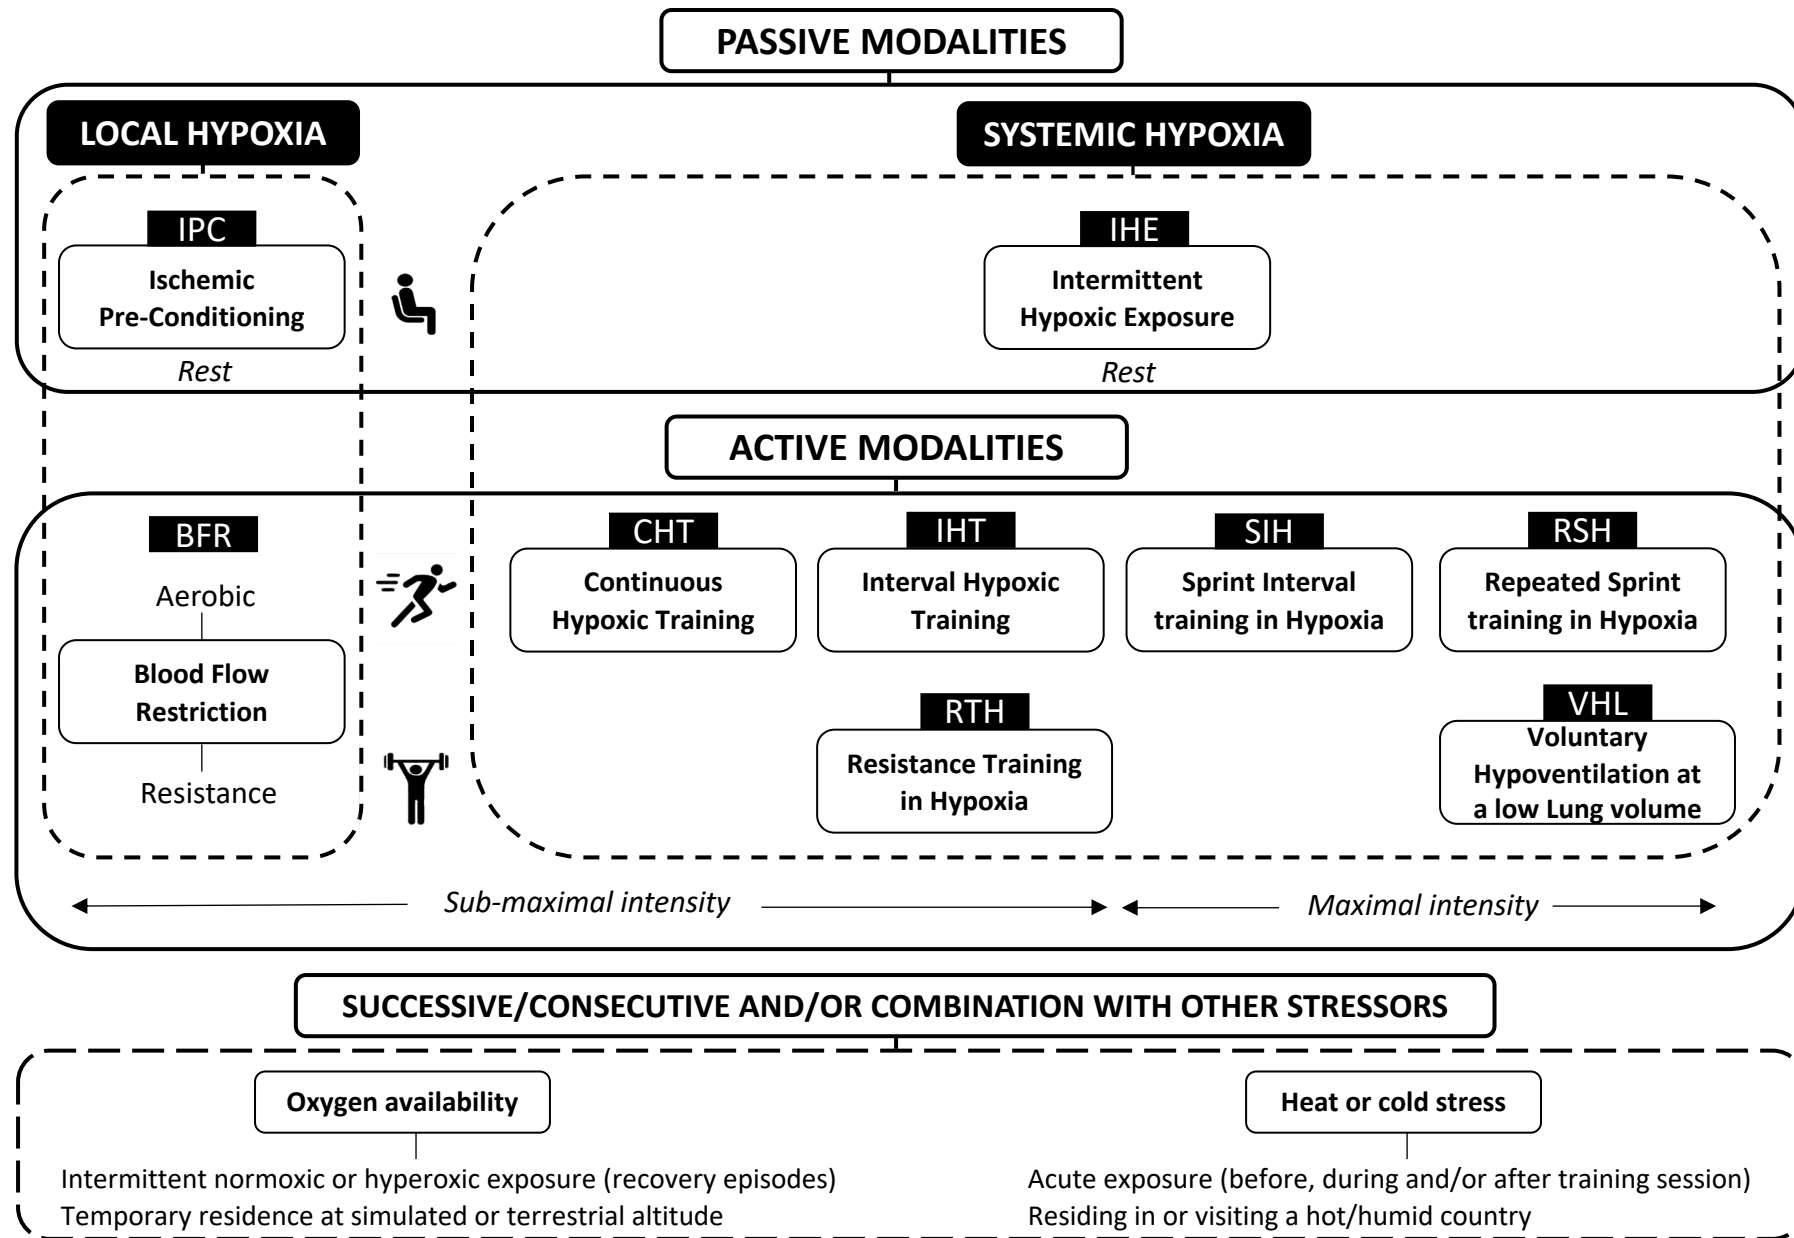 PASSIVE MODALITIES
LOCAL HYPOXIA
SYSTEMIC HYPOXIA
IPC
Ischemic
Pre-Conditioning
Rest
IHE
Intermittent
Hypoxic Exposure
Rest
ACTIVE MODALITIES
BFR
Aerobic
Blood Flow
Restriction
Resistance
CHT
Continuous
Hypoxic Training
IHT
Interval Hypoxic
Training
SIH
Sprint Interval
training in Hypoxia
RSH
Repeated Sprint
training in Hypoxia
RTH
Resistance Training
in Hypoxia
VHL
Voluntary
Hypoventilation at
a low Lung volume
Sub-maximal intensity
Maximal intensity
SUCCESSIVE/CONSECUTIVE AND/OR COMBINATION WITH OTHER STRESSORS
Oxygen availability
Intermittent normoxic or hyperoxic exposure (recovery episodes)
Temporary residence at simulated or terrestrial altitude
Heat or cold stress
Acute exposure (before, during and/or after training session)
Residing in or visiting a hot/humid country